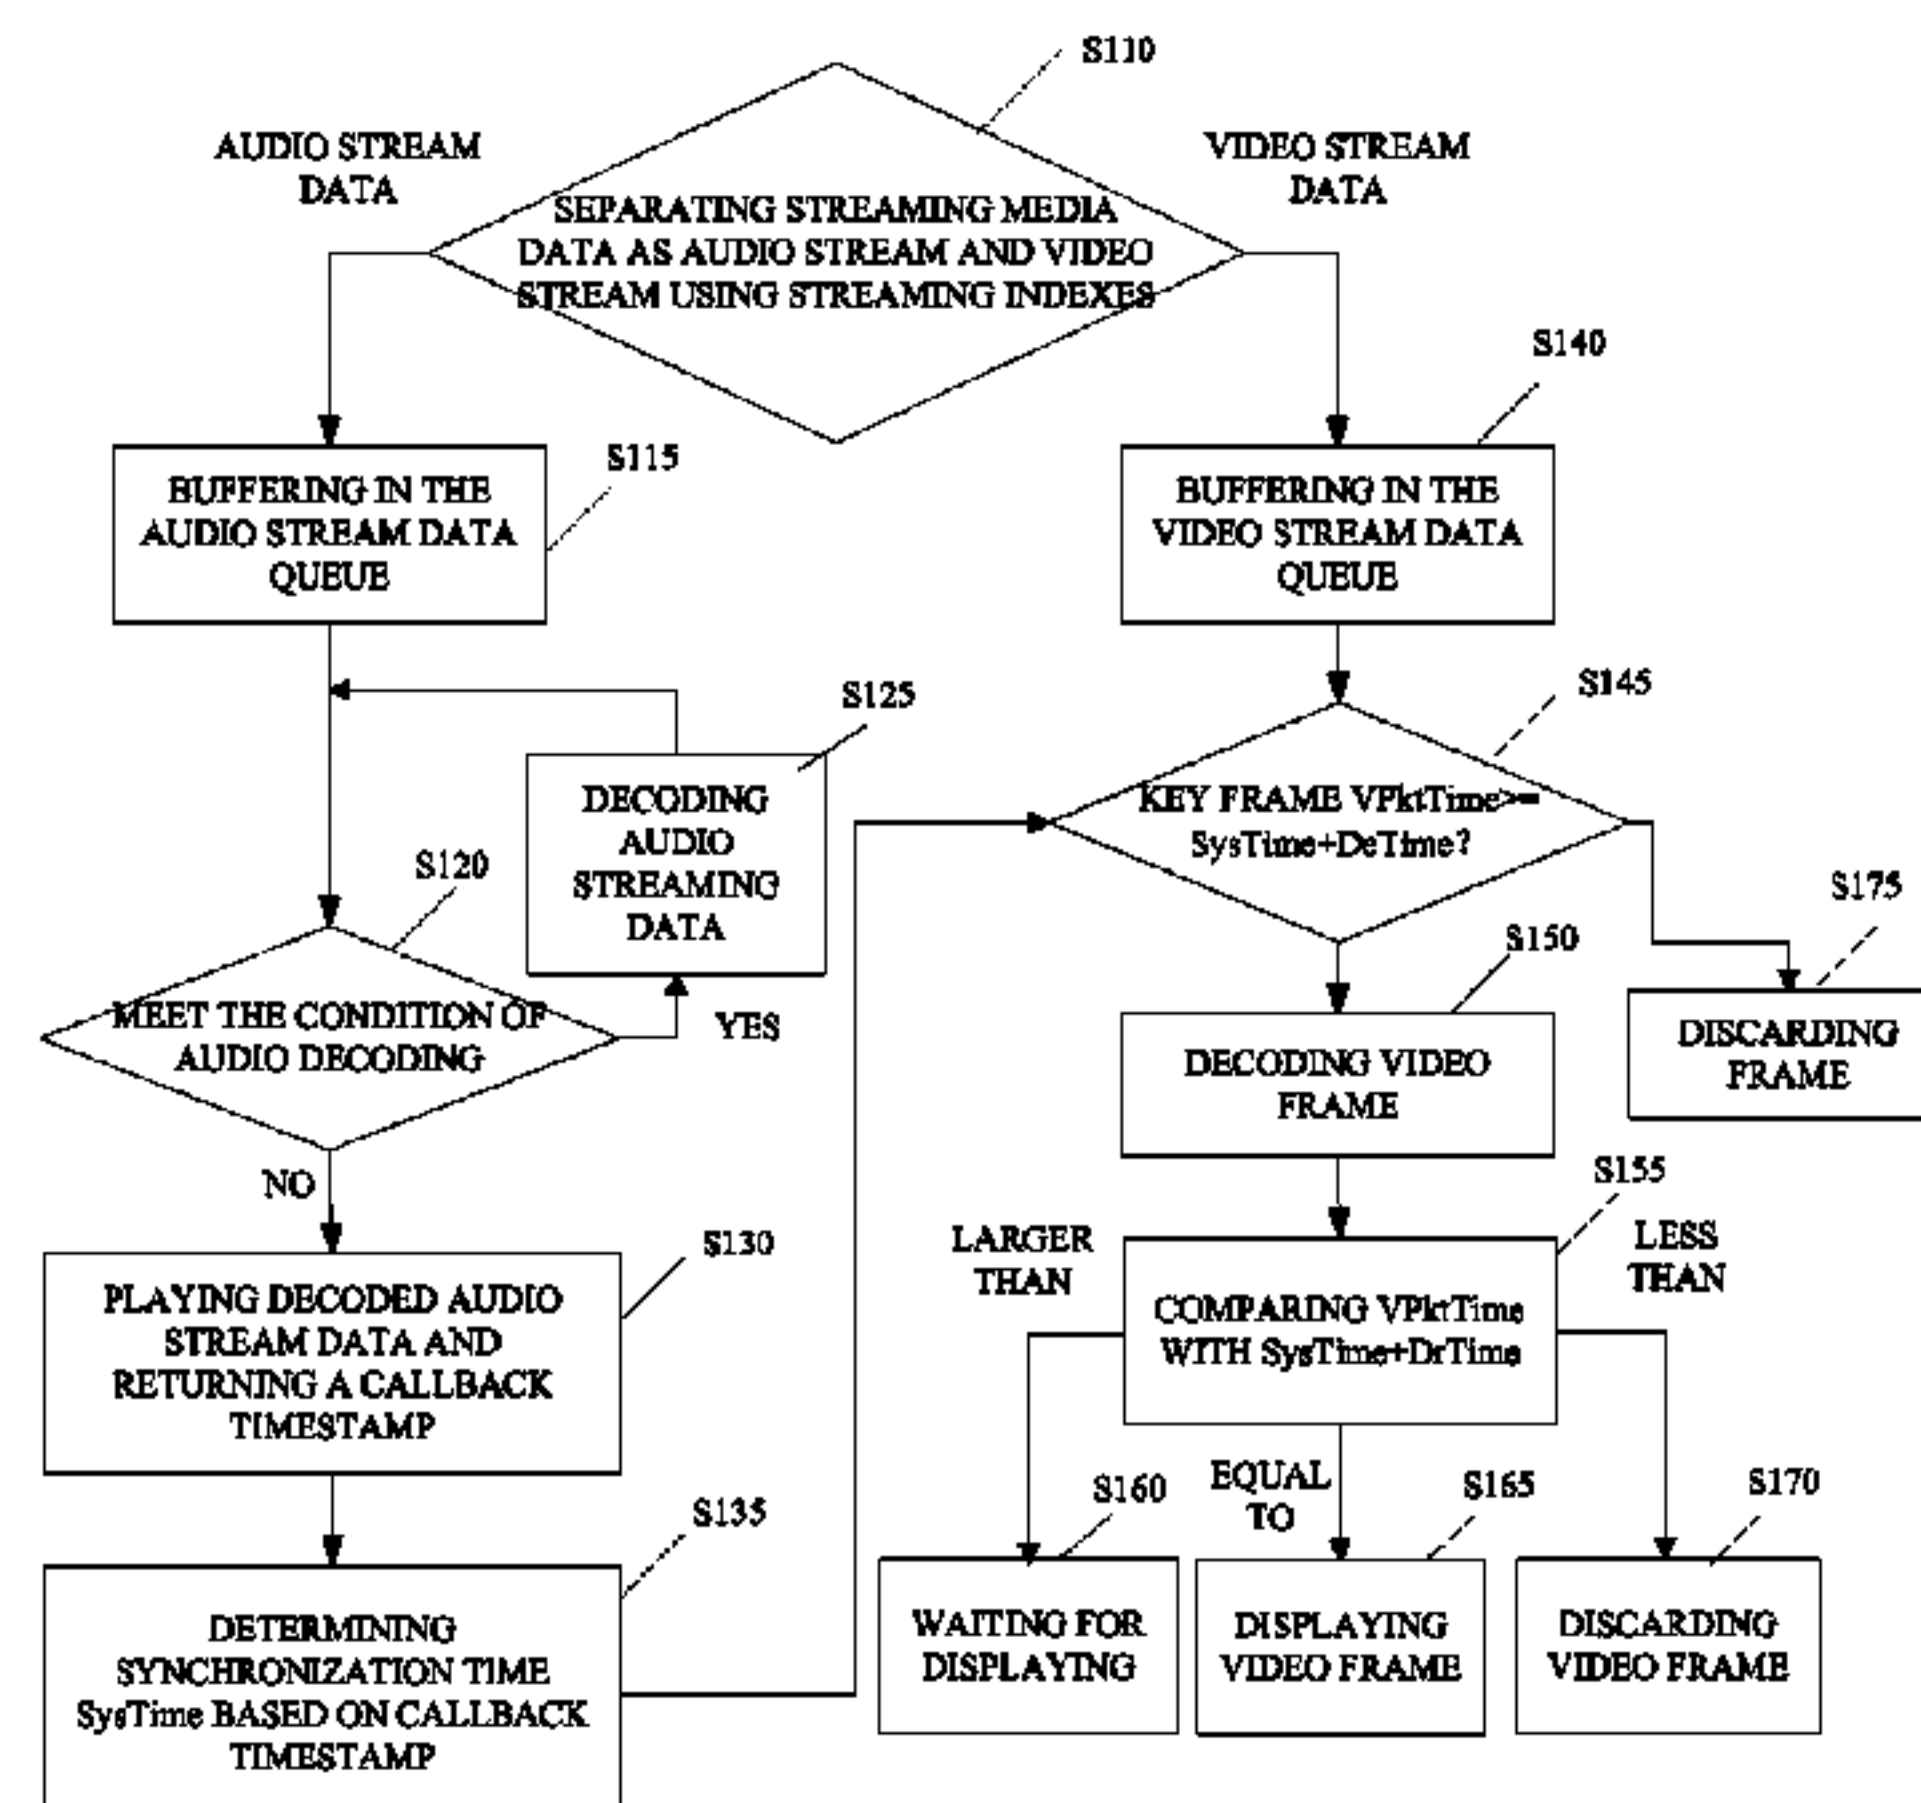 S110
AUDIO STREAM
DATA
VIDEO STREAM
DATA
SEPARATING STREAMING MEDIA
DATA AS AUDIO STREAM AND VIDEO
STREAM USING STREAMING INDEXES
S140
S115
BUFFERING IN THE
AUDIO STREAM DATA
QUEUE
BUFFERING IN THE
VIDEO STREAM DATA
QUEUE
S125
S145
DECODING
AUDIO
STREAMING
DATA
KEY FRAME VPktTime>=
SysTime+DeTime?
S120
S175
S150
MEET THE CONDITION OF
AUDIO DECODING
YES
DECODING VIDEO
FRAME
DISCARDING
FRAME
NO
S155
LARGER
THAN
LESS
THAN
S130
PLAYING DECODED AUDIO
STREAM DATA AND
RETURNING A CALLBACK
TIMESTAMP
COMPARING VPktTime
WITH SysTime+DrTime
S135
S160
EQUAL
TO
S165
S170
DETERMINING
SYNCHRONIZATION TIME
SysTime BASED ON CALLBACK
TIMESTAMP
WAITING FOR
DISPLAYING
DISPLAYING
VIDEO FRAME
DISCARDING
VIDEO FRAME